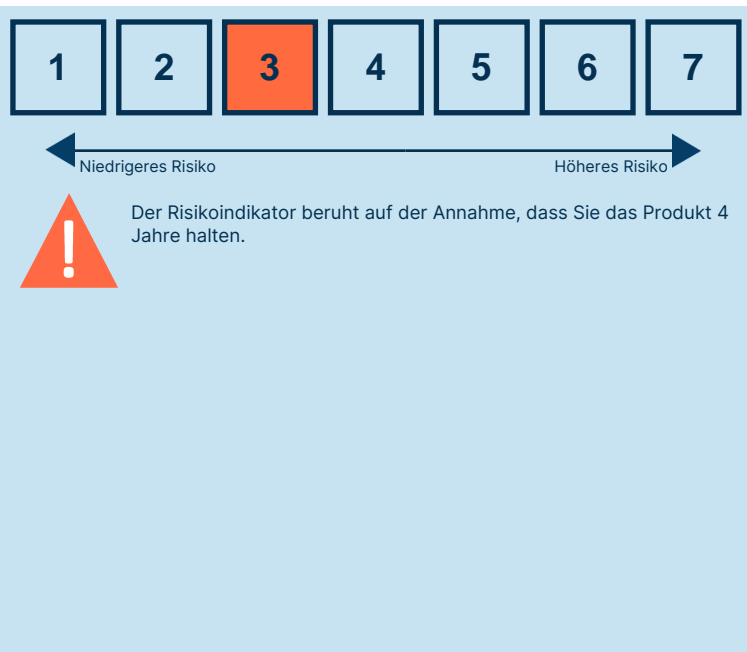 1 2 3 4 5 6 7
Niedrigeres Risiko Höheres Risiko
Der Risikoindikator beruht auf der Annahme, dass Sie das Produkt 4
Jahre halten.